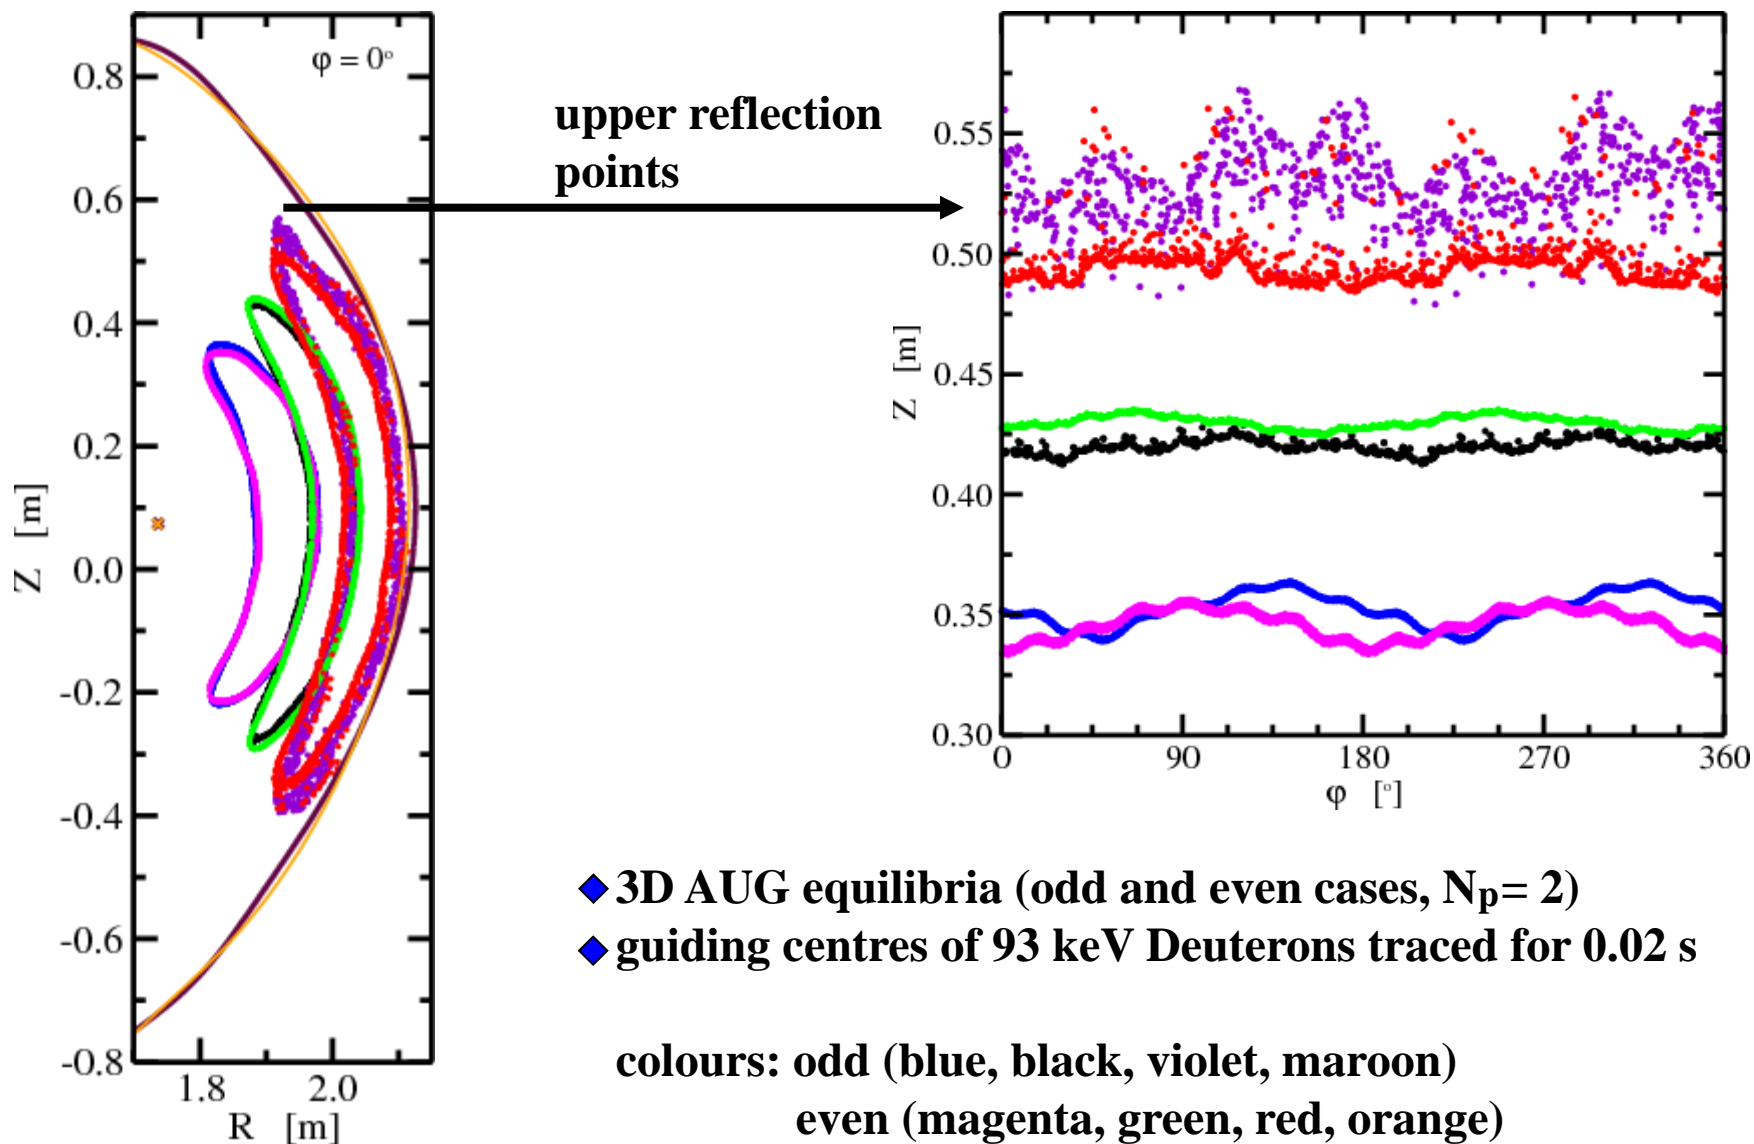 φ = 0°
0.8
0.6
0.4
0.2
0.0
-0.2
-0.4
-0.6
-0.8
Z [m]
1.8 2.0
R [m]
upper reflection
points
0.55
0.50
0.45
0.40
0.35
0.30
Z [m]
0 90 180 270 360
φ [°]
3D AUG equilibria (odd and even cases, Np= 2)
guiding centres of 93 keV Deuterons traced for 0.02 s
colours: odd (blue, black, violet, maroon)
even (magenta, green, red, orange)